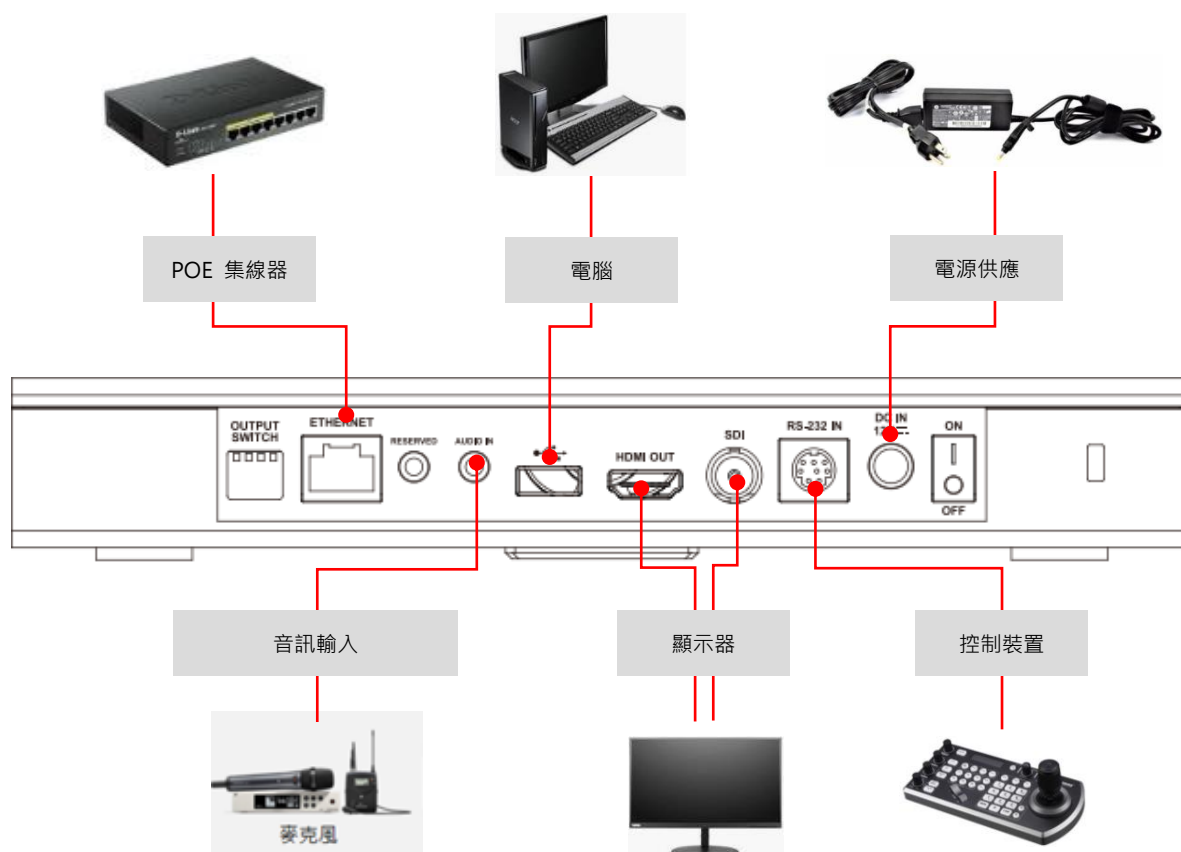 POE 集線器
電腦
電源供應
OUTPUT
SWITCH
ETHERNET
RESERVED
AUDIO IN
HDMI OUT
SDI
RS-232 IN
DC IN
ON
OFF
音訊輸入
顯示器
控制裝置
麥克風